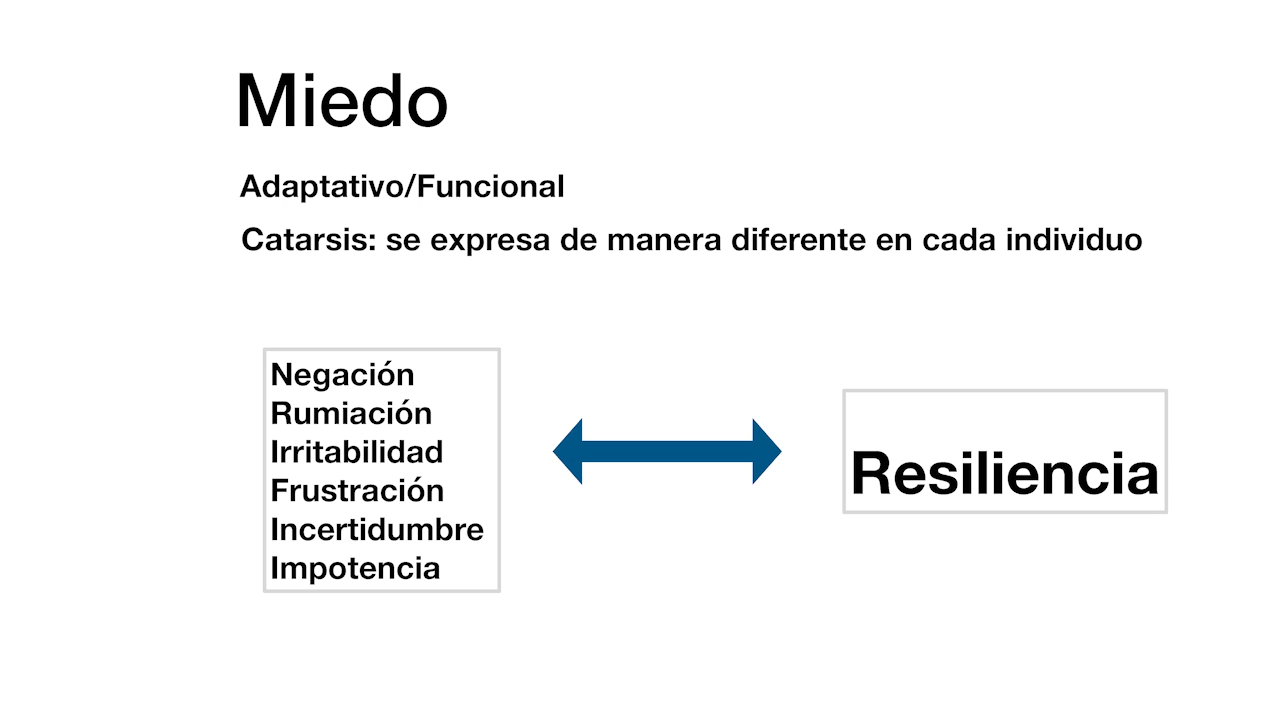 Miedo
Adaptativo/Funcional
Catarsis: se expresa de manera diferente en cada individuo
Negación
Rumiación
Irritabilidad
Frustración
Incertidumbre
Impotencia
Resiliencia